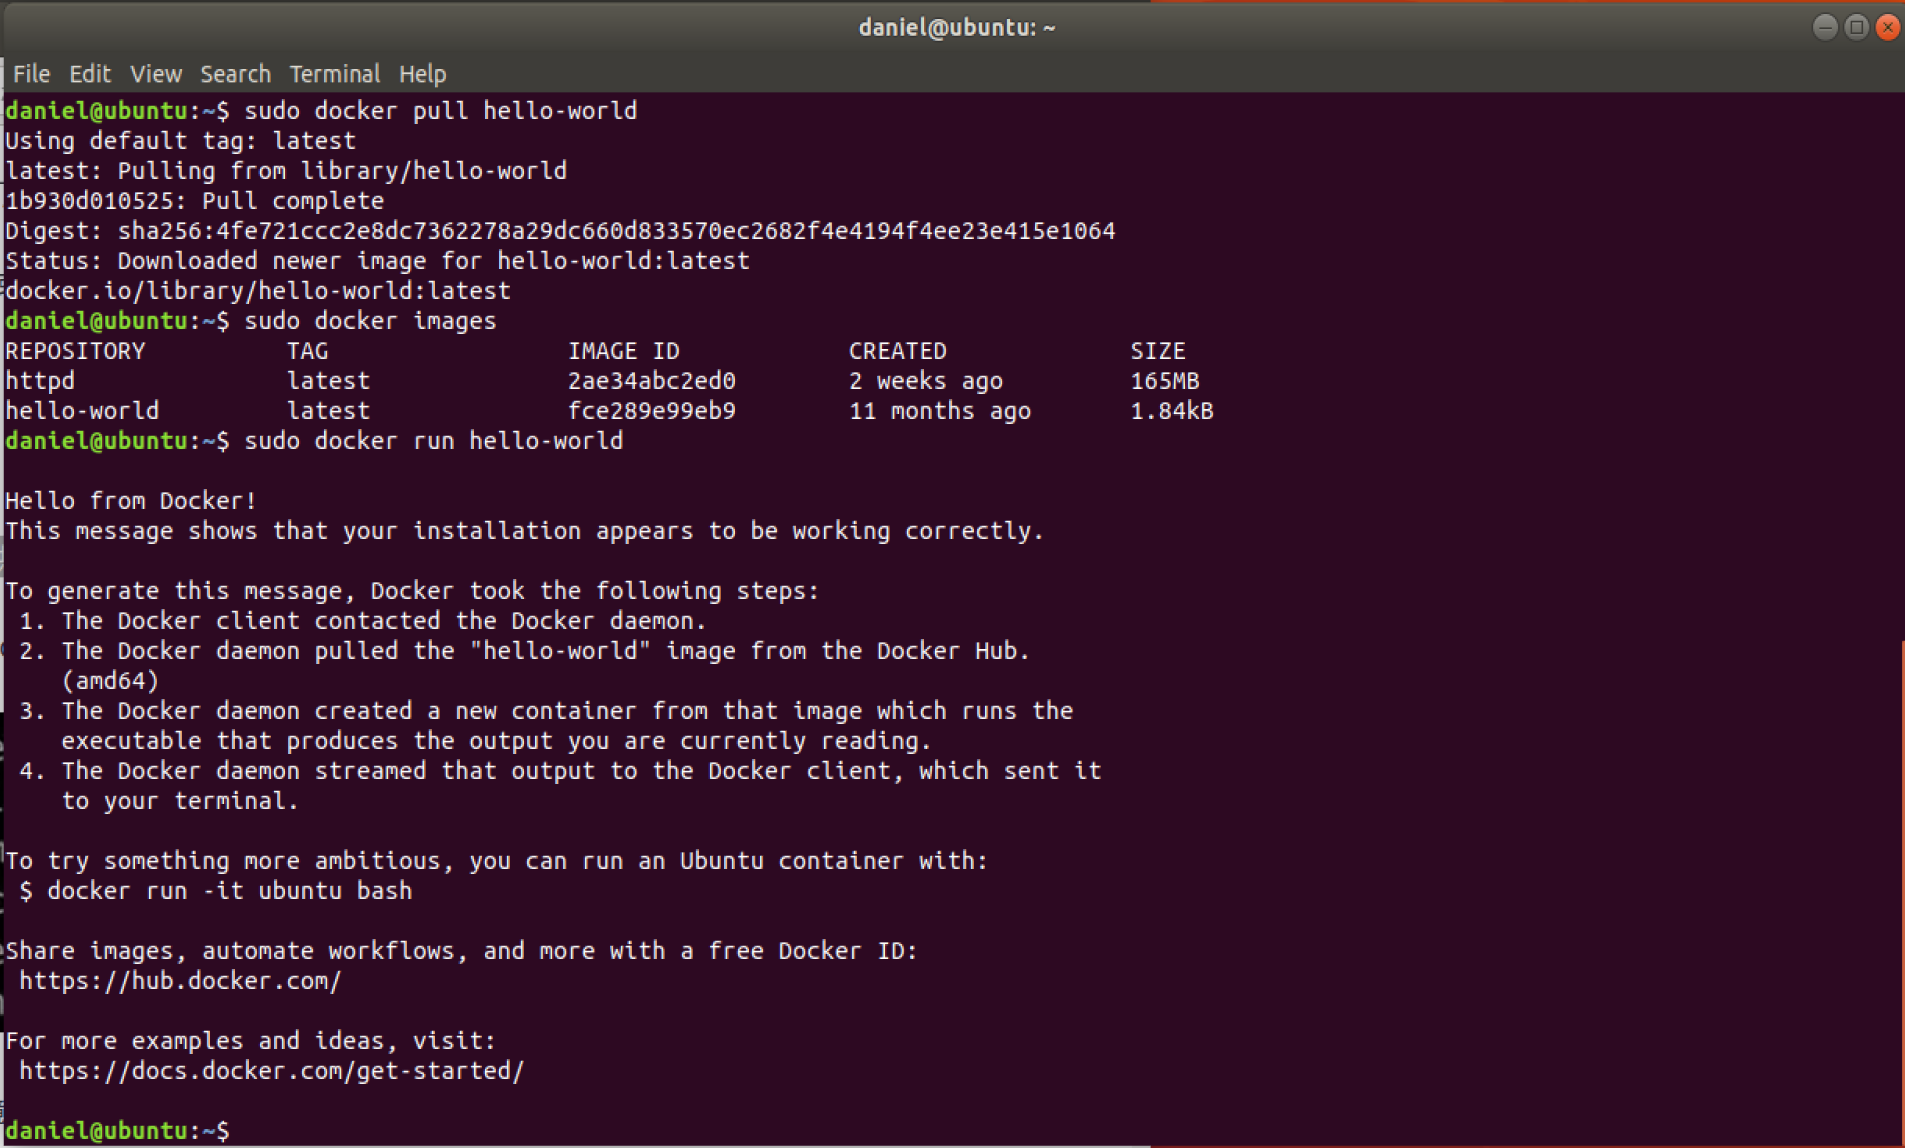 daniel@ubuntu: ~
File Edit View Search Terminal Help
daniel@ubuntu:~$ sudo docker pull hello-world
Using default tag: latest
latest: Pulling from library/hello-world
1b930d010525: Pull complete
Digest: sha256:4fe721ccc2e8dc7362278a29dc660d833570ec2682f4e4194f4ee23e415e1064
Status: Downloaded newer image for hello-world:latest
docker.io/library/hello-world:latest
daniel@ubuntu:~$ sudo docker images
REPOSITORY          TAG                 IMAGE ID            CREATED             SIZE
httpd               latest              2ae34abc2ed0        2 weeks ago         165MB
hello-world         latest              fce289e99eb9        11 months ago       1.84kB
daniel@ubuntu:~$ sudo docker run hello-world

Hello from Docker!
This message shows that your installation appears to be working correctly.

To generate this message, Docker took the following steps:
 1. The Docker client contacted the Docker daemon.
 2. The Docker daemon pulled the "hello-world" image from the Docker Hub.
    (amd64)
 3. The Docker daemon created a new container from that image which runs the
    executable that produces the output you are currently reading.
 4. The Docker daemon streamed that output to the Docker client, which sent it
    to your terminal.

To try something more ambitious, you can run an Ubuntu container with:
 $ docker run -it ubuntu bash

Share images, automate workflows, and more with a free Docker ID:
 https://hub.docker.com/

For more examples and ideas, visit:
 https://docs.docker.com/get-started/

daniel@ubuntu:~$